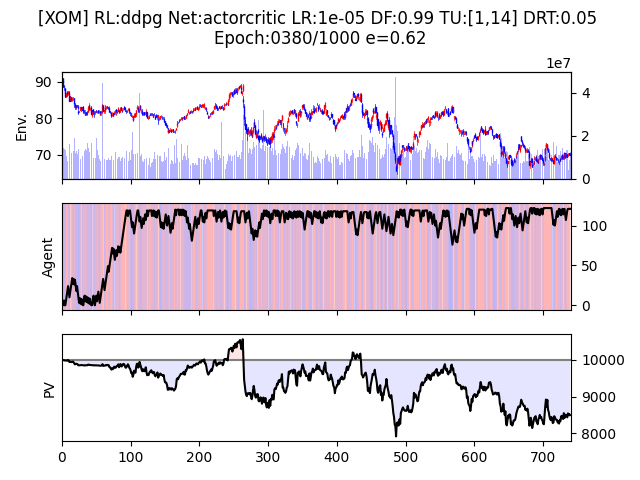 [XOM] RL:ddpg Net:actorcritic LR:1e-05 DF:0.99 TU:[1,14] DRT:0.05
Epoch:0380/1000 e=0.62
1e7
90
80
70
Env.
4
2
0
Agent
100
50
0
PV
10000
9000
8000
0 100 200 300 400 500 600 700